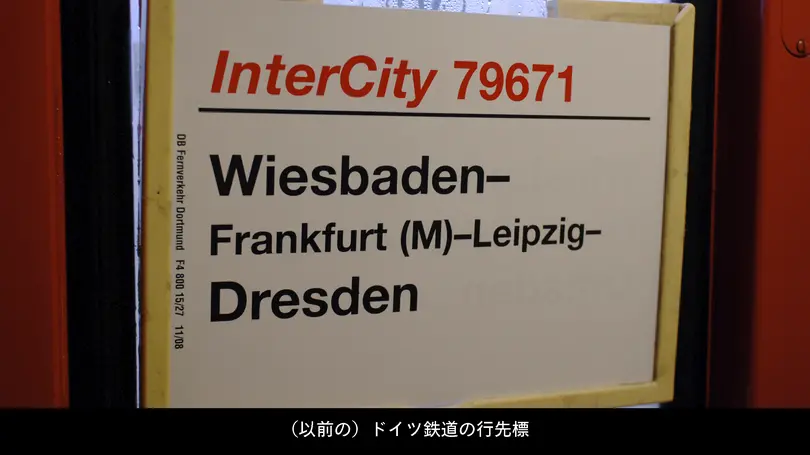 InterCity 79671
Wiesbaden–
Frankfurt (M)–Leipzig–
Dresden
DB Fernverkehr Dortmund F4 800 15/27 11/08
（以前の）ドイツ鉄道の行先標